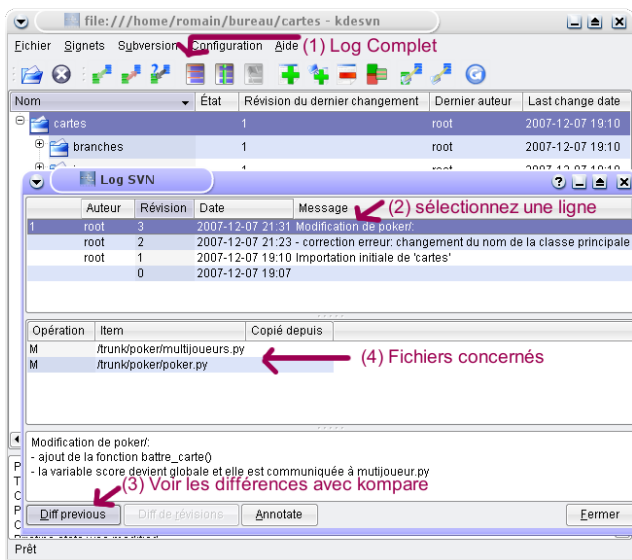 file:///home/romain/bureau/cartes - kdesvn
Fichier Signets Subversion Configuration Aide (1) Log Complet
Nom État Révision du dernier changement Dernier auteur Last change date
cartes 1 root 2007-12-07 19:10
branches 1 root 2007-12-07 19:10
Log SVN
(2) sélectionnez une ligne
Auteur Révision Date Message
1 root 3 2007-12-07 21:31 Modification de poker/:
root 2 2007-12-07 21:23 - correction erreur: changement du nom de la classe principale
root 1 2007-12-07 19:10 Importation initiale de 'cartes'
0 2007-12-07 19:07
Opération Item Copié depuis
M /trunk/poker/multijoueurs.py
M /trunk/poker/poker.py
(4) Fichiers concernés
Modification de poker/:
- ajout de la fonction battre_carte()
- la variable score devient globale et elle est communiquée à mutijoueur.py
(3) Voir les différences avec kompare
Diff previous Diff de révisions Annotate Fermer
Prêt